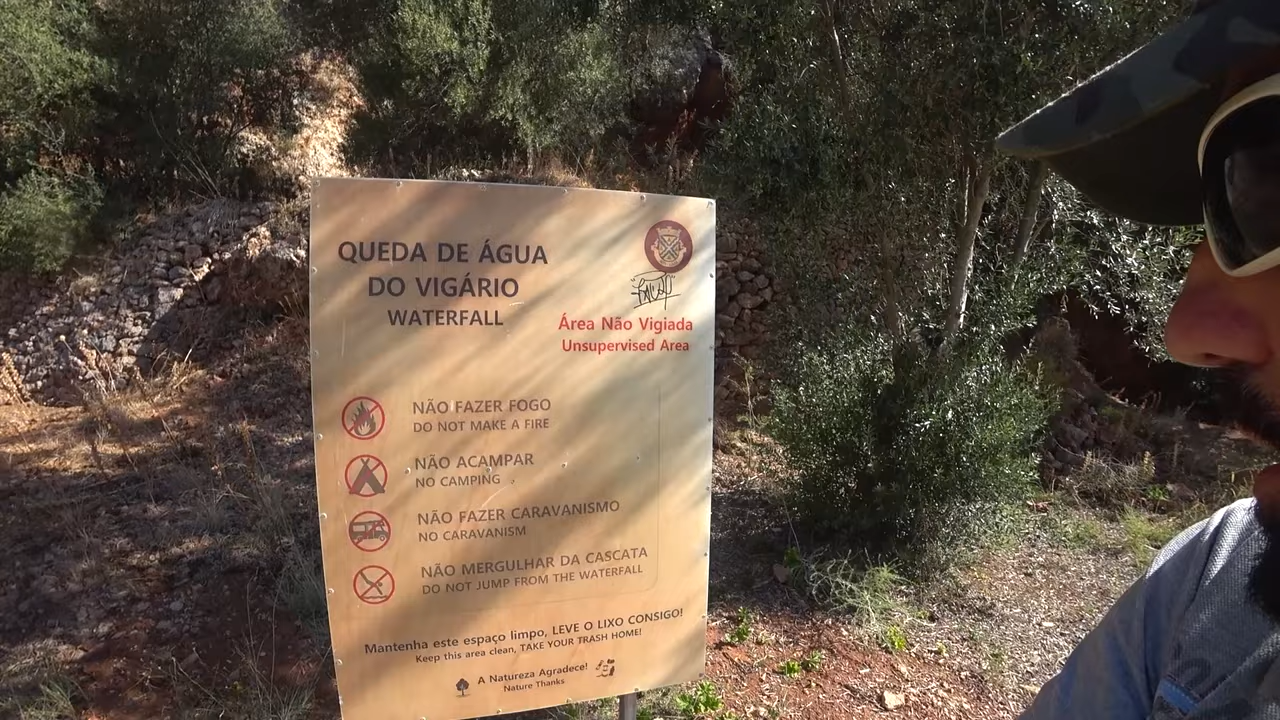 QUEDA DE ÁGUA
DO VIGÁRIO
WATERFALL
Área Não Vigiada
Unsupervised Area
NÃO FAZER FOGO
DO NOT MAKE A FIRE
NÃO ACAMPAR
NO CAMPING
NÃO FAZER CARAVANISMO
NO CARAVANISM
NÃO MERGULHAR DA CASCATA
DO NOT JUMP FROM THE WATERFALL
Mantenha este espaço limpo, LEVE O LIXO CONSIGO!
Keep this area clean, TAKE YOUR TRASH HOME!
A Natureza Agradece!
Nature Thanks